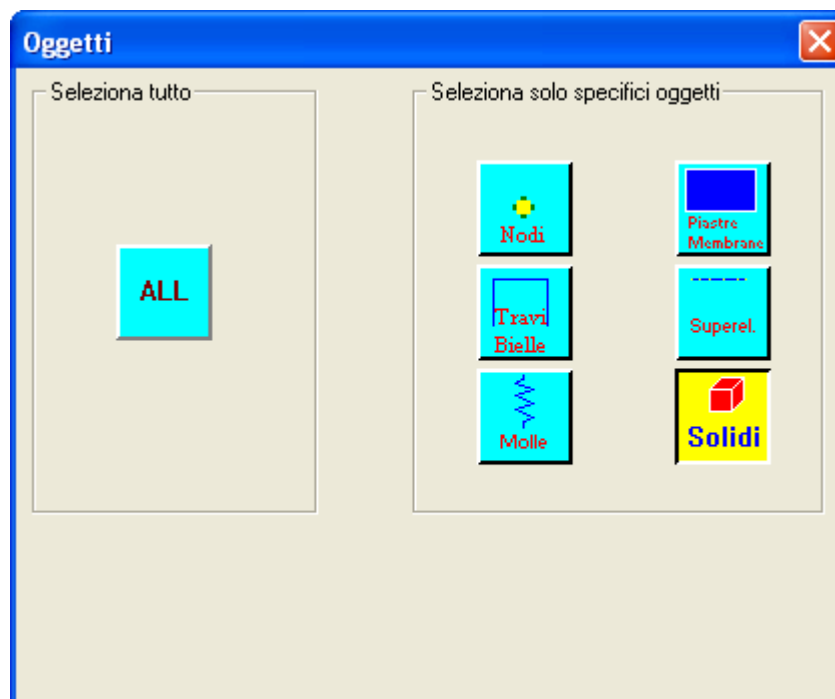 Oggetti
Seleziona tutto
ALL
Seleziona solo specifici oggetti
Nodi
Piastre
Membrane
Travi
Bielle
Superel.
Molle
Solidi